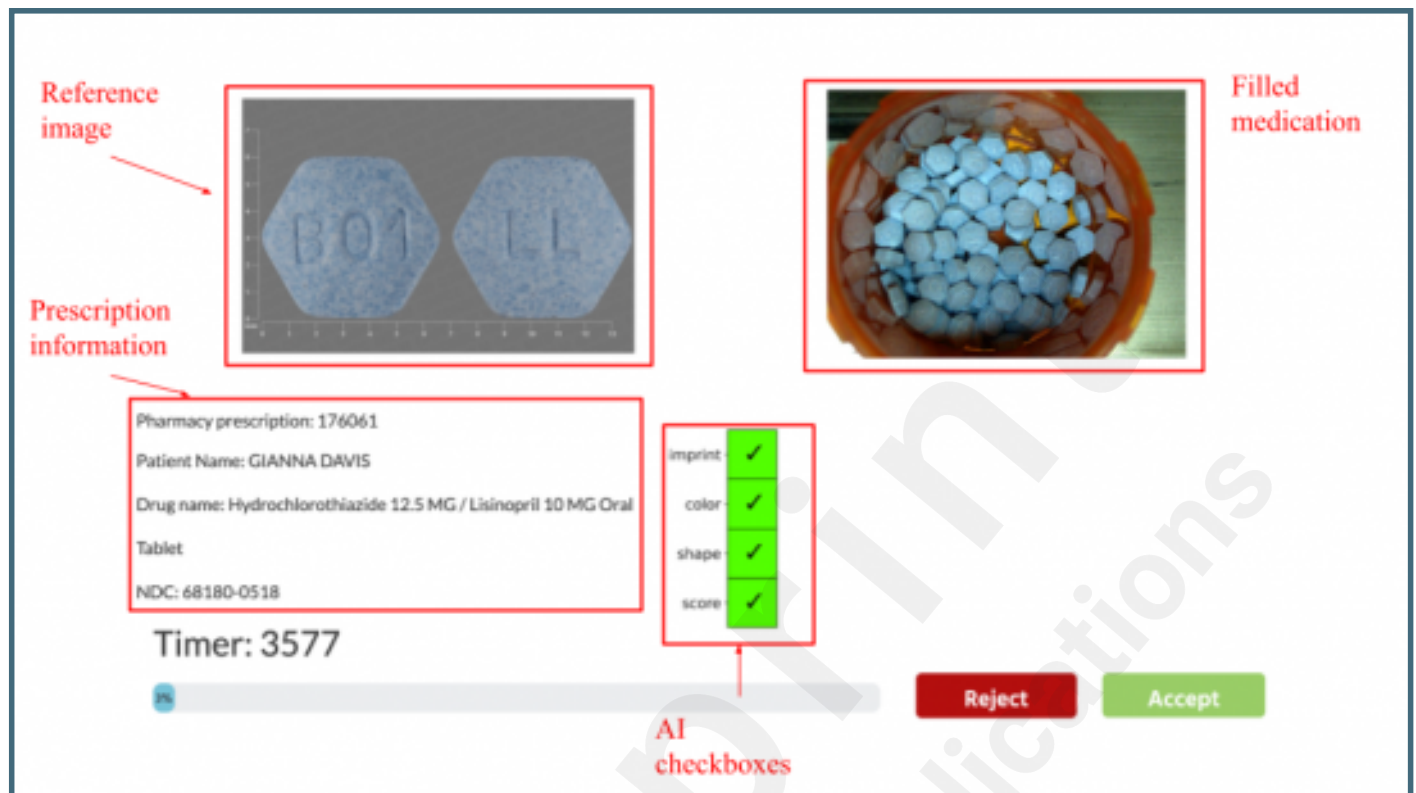 Reference
image
Filled
medication
B01
LL
Prescription
information
Pharmacy prescription: 176061
Patient Name: GIANNA DAVIS
Drug name: Hydrochlorothiazide 12.5 MG / Lisinopril 10 MG Oral
Tablet
NDC: 68180-0518
imprint ✓
color ✓
shape ✓
score ✓
Timer: 3577
3%
Reject
Accept
AI
checkboxes